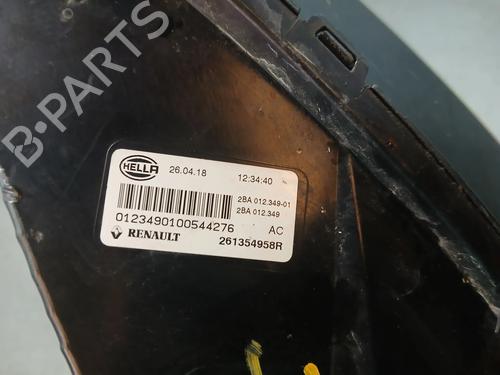 B-PARTS
HELLA 26.04.18 12:34:40
2BA 012.349-01
2BA 012.349
0123490100544276 AC
RENAULT 261354958R